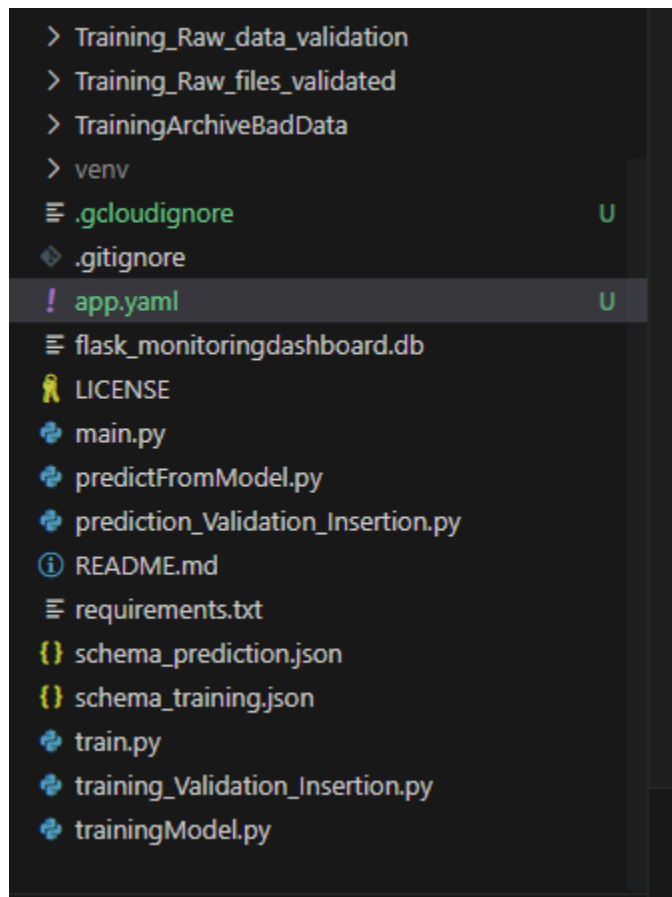 Training_Raw_data_validation
Training_Raw_files_validated
TrainingArchiveBadData
venv
.gcloudignore U
.gitignore
! app.yaml U
flask_monitoringdashboard.db
LICENSE
main.py
predictFromModel.py
prediction_Validation_Insertion.py
README.md
requirements.txt
{} schema_prediction.json
{} schema_training.json
train.py
training_Validation_Insertion.py
trainingModel.py